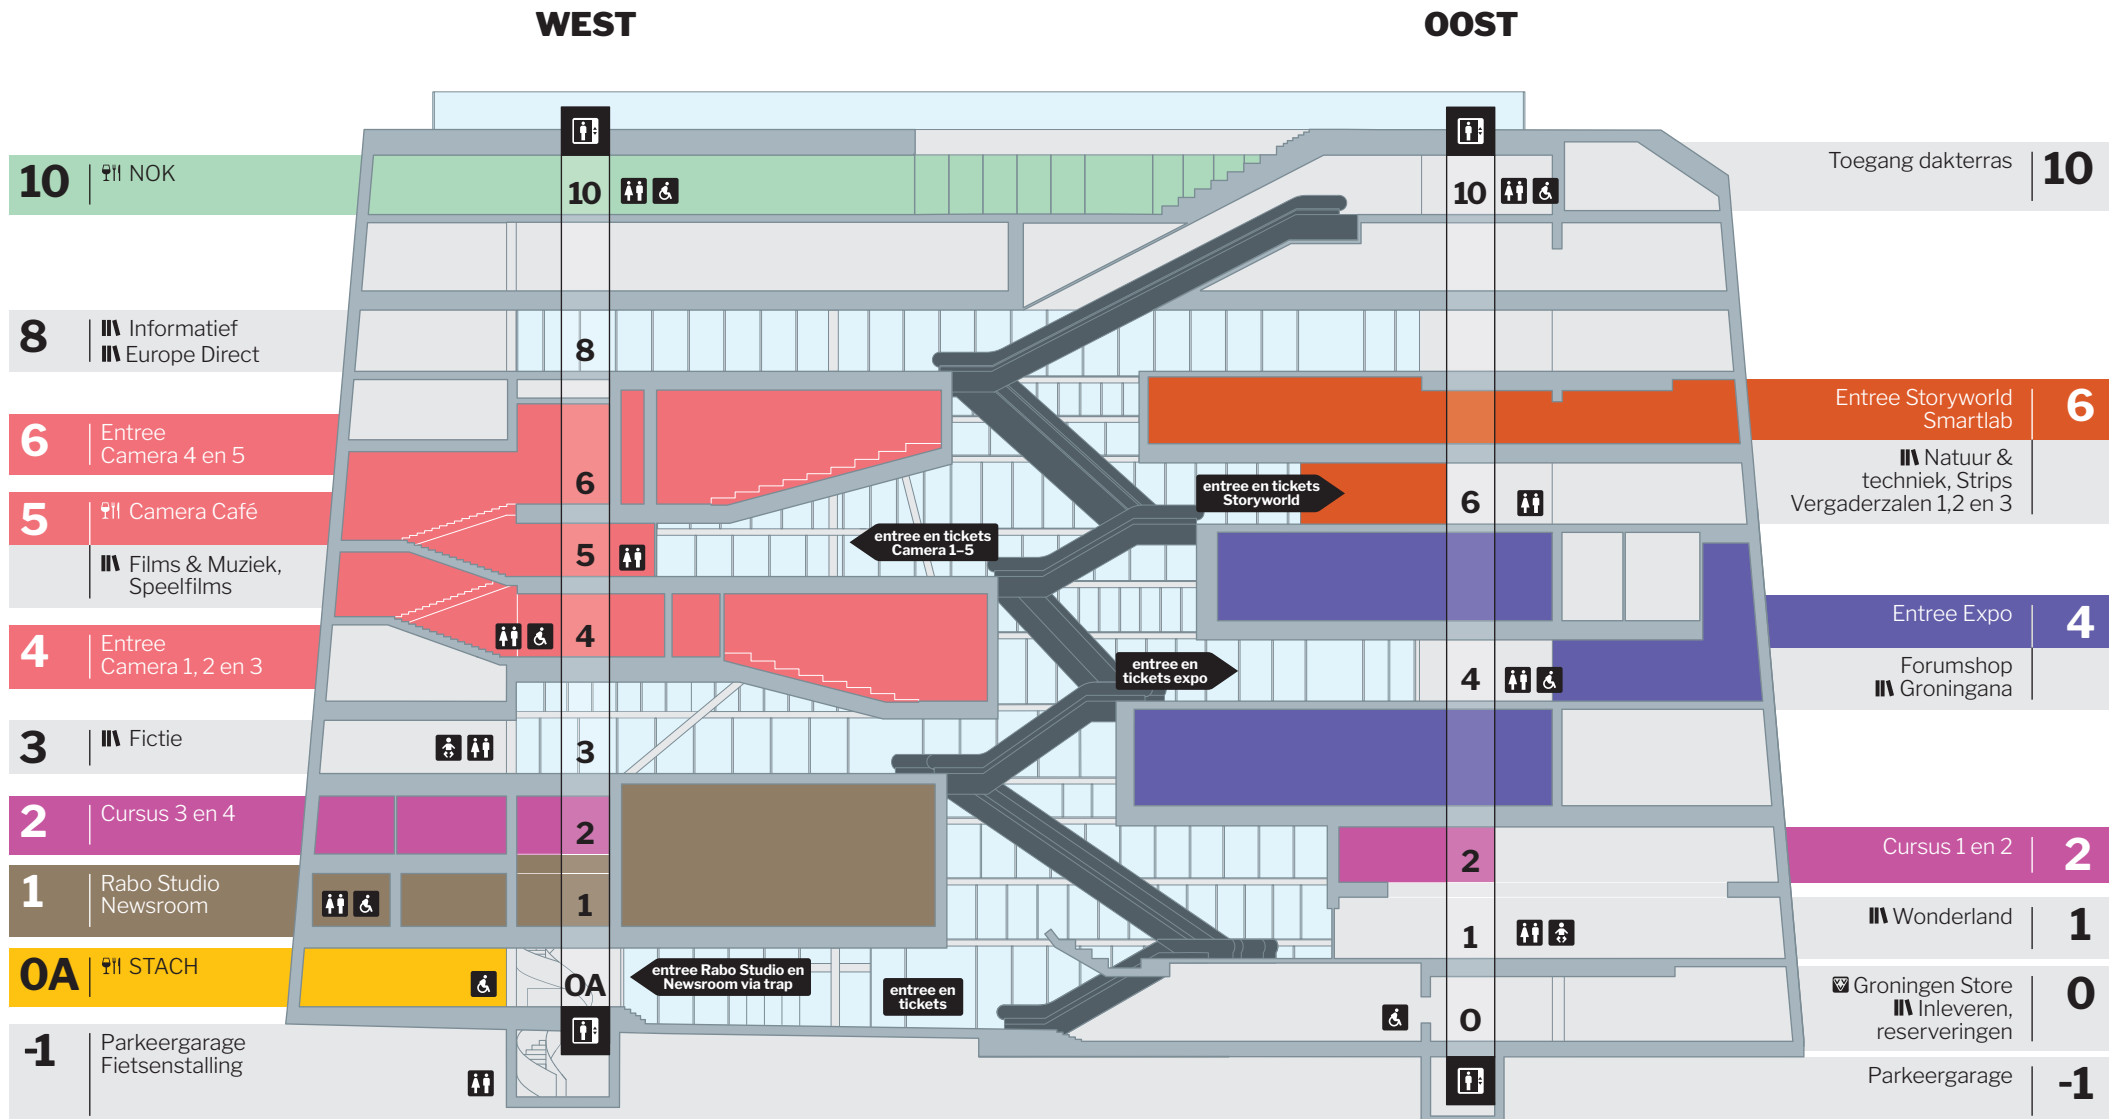 WEST
OOST
10
NOK
8
Informatief
Europe Direct
6
Entree
Camera 4 en 5
5
Camera Café
Films & Muziek,
Speelfilms
4
Entree
Camera 1, 2 en 3
3
Fictie
2
Cursus 3 en 4
1
Rabo Studio
Newsroom
0A
STACH
-1
Parkeergarage
Fietsenstalling
10
8
6
5
4
3
2
1
0A
entree en tickets
Storyworld
entree en tickets
Camera 1–5
entree en
tickets expo
entree Rabo Studio en
Newsroom via trap
entree en
tickets
10
6
4
2
1
0
Toegang dakterras
10
Entree Storyworld
Smartlab
6
Natuur &
techniek, Strips
Vergaderzalen 1,2 en 3
Entree Expo
4
Forumshop
Groningana
Cursus 1 en 2
2
Wonderland
1
Groningen Store
Inleveren,
reserveringen
0
Parkeergarage
-1